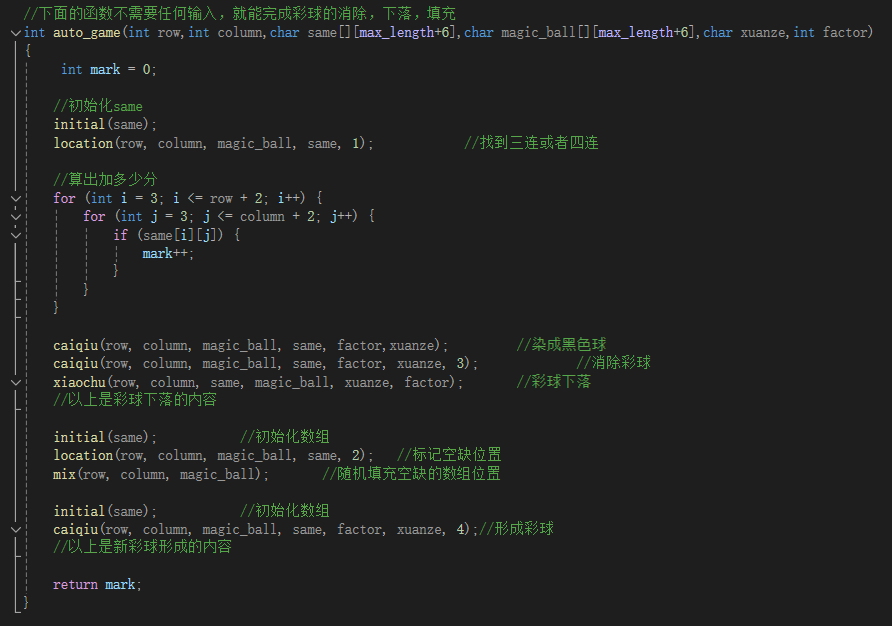 //下面的函数不需要任何输入，就能完成彩球的消除，下落，填充
int auto_game(int row,int column,char same[][max_length+6],char magic_ball[][max_length+6],char xuanze,int factor)
{
int mark = 0;
//初始化same
initial(same);
location(row, column, magic_ball, same, 1); //找到三连或者四连
//算出加多少分
for (int i = 3; i <= row + 2; i++) {
for (int j = 3; j <= column + 2; j++) {
if (same[i][j]) {
mark++;
}
}
}
caiqiu(row, column, magic_ball, same, factor,xuanze); //染成黑色球
caiqiu(row, column, magic_ball, same, factor, xuanze, 3); //消除彩球
xiaochu(row, column, same, magic_ball, xuanze, factor); //彩球下落
//以上是彩球下落的内容
initial(same); //初始化数组
location(row, column, magic_ball, same, 2); //标记空缺位置
mix(row, column, magic_ball); //随机填充空缺的数组位置
initial(same); //初始化数组
caiqiu(row, column, magic_ball, same, factor, xuanze, 4);//形成彩球
//以上是新彩球形成的内容
return mark;
}